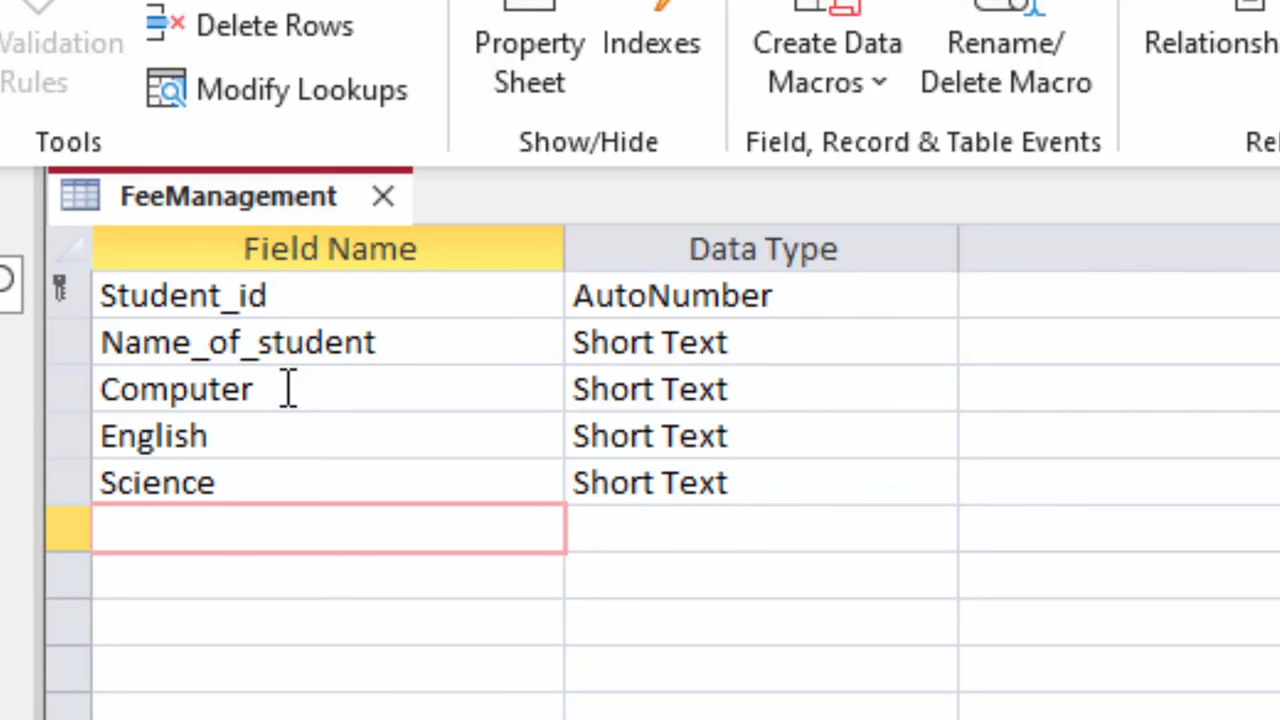 Delete Rows
Validation
Rules
Modify Lookups
Property
Sheet
Indexes
Create Data
Macros
Rename/
Delete Macro
Tools
Show/Hide
Field, Record & Table Events
FeeManagement
Field Name Data Type
Student_id AutoNumber
Name_of_student Short Text
Computer Short Text
English Short Text
Science Short Text